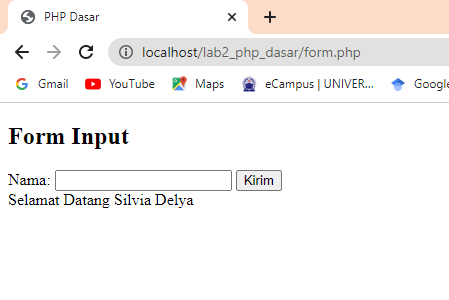 PHP Dasar
localhost/lab2_php_dasar/form.php
Gmail YouTube Maps eCampus | UNIVER... Google
Form Input
Nama: Kirim
Selamat Datang Silvia Delya